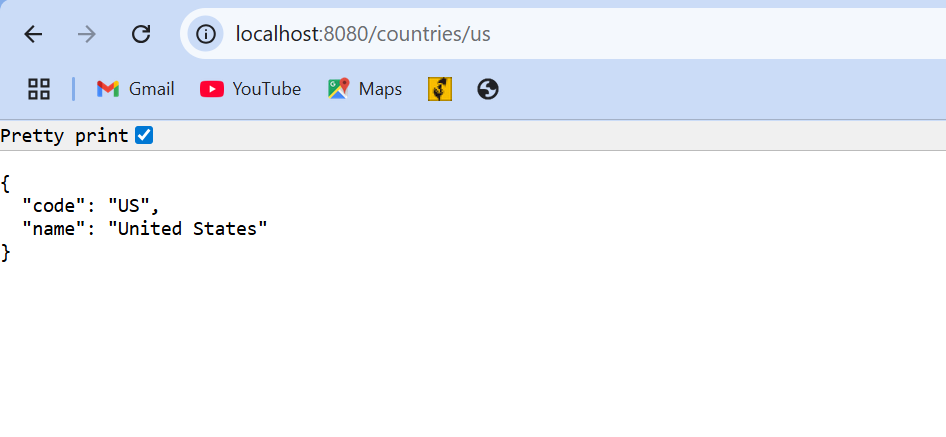 localhost:8080/countries/us
Gmail YouTube Maps
Pretty print
{
"code": "US",
"name": "United States"
}